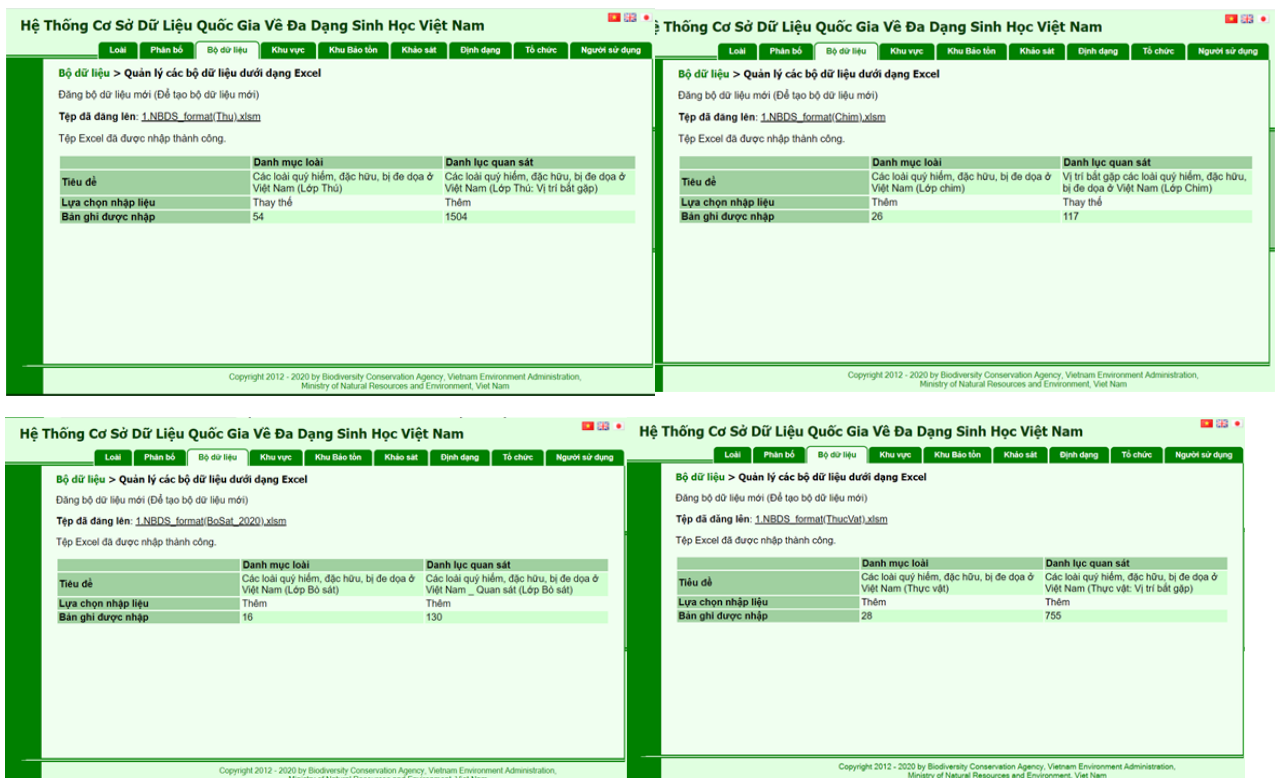 Hệ Thống Cơ Sở Dữ Liệu Quốc Gia Về Đa Dạng Sinh Học Việt Nam
Loài Phân bố Bộ dữ liệu Khu vực Khu Bảo tồn Khảo sát Định dạng Tổ chức Người sử dụng
Bộ dữ liệu > Quản lý các bộ dữ liệu dưới dạng Excel
Đăng bộ dữ liệu mới (Để tạo bộ dữ liệu mới)
Tệp đã đăng lên: 1.NBDS_format(Thu).xlsm
Tệp Excel đã được nhập thành công.
Danh mục loài Danh lục quan sát
Tiêu đề Các loài quý hiếm, đặc hữu, bị đe dọa ở Các loài quý hiếm, đặc hữu, bị đe dọa ở
Việt Nam (Lớp Thú) Việt Nam (Lớp Thú: Vị trí bắt gặp)
Lựa chọn nhập liệu Thay thế Thêm
Bản ghi được nhập 54 1504
Copyright 2012 - 2020 by Biodiversity Conservation Agency, Vietnam Environment Administration,
Ministry of Natural Resources and Environment, Viet Nam
Thống Cơ Sở Dữ Liệu Quốc Gia Về Đa Dạng Sinh Học Việt Nam
Loài Phân bố Bộ dữ liệu Khu vực Khu Bảo tồn Khảo sát Định dạng Tổ chức Người sử dụng
Bộ dữ liệu > Quản lý các bộ dữ liệu dưới dạng Excel
Đăng bộ dữ liệu mới (Để tạo bộ dữ liệu mới)
Tệp đã đăng lên: 1.NBDS_format(Chim).xlsm
Tệp Excel đã được nhập thành công.
Danh mục loài Danh lục quan sát
Tiêu đề Các loài quý hiếm, đặc hữu, bị đe dọa ở Vị trí bắt gặp các loài quý hiếm, đặc hữu,
Việt Nam (Lớp chim) bị đe dọa ở Việt Nam (Lớp Chim)
Lựa chọn nhập liệu Thêm Thay thế
Bản ghi được nhập 26 117
Copyright 2012 - 2020 by Biodiversity Conservation Agency, Vietnam Environment Administration,
Ministry of Natural Resources and Environment, Viet Nam
Hệ Thống Cơ Sở Dữ Liệu Quốc Gia Về Đa Dạng Sinh Học Việt Nam
Loài Phân bố Bộ dữ liệu Khu vực Khu Bảo tồn Khảo sát Định dạng Tổ chức Người sử dụng
Bộ dữ liệu > Quản lý các bộ dữ liệu dưới dạng Excel
Đăng bộ dữ liệu mới (Để tạo bộ dữ liệu mới)
Tệp đã đăng lên: 1.NBDS_format(BoSat_2020).xlsm
Tệp Excel đã được nhập thành công.
Danh mục loài Danh lục quan sát
Tiêu đề Các loài quý hiếm, đặc hữu, bị đe dọa ở Các loài quý hiếm, đặc hữu, bị đe dọa ở
Việt Nam (Lớp Bò sát) Việt Nam _ Quan sát (Lớp Bò sát)
Lựa chọn nhập liệu Thêm Thêm
Bản ghi được nhập 16 130
Copyright 2012 - 2020 by Biodiversity Conservation Agency, Vietnam Environment Administration,
Ministry of Natural Resources and Environment, Viet Nam
Hệ Thống Cơ Sở Dữ Liệu Quốc Gia Về Đa Dạng Sinh Học Việt Nam
Loài Phân bố Bộ dữ liệu Khu vực Khu Bảo tồn Khảo sát Định dạng Tổ chức Người sử dụng
Bộ dữ liệu > Quản lý các bộ dữ liệu dưới dạng Excel
Đăng bộ dữ liệu mới (Để tạo bộ dữ liệu mới)
Tệp đã đăng lên: 1.NBDS_format(ThucVat).xlsm
Tệp Excel đã được nhập thành công.
Danh mục loài Danh lục quan sát
Tiêu đề Các loài quý hiếm, đặc hữu, bị đe dọa ở Các loài quý hiếm, đặc hữu, bị đe dọa ở
Việt Nam (Thực vật) Việt Nam (Thực vật: Vị trí bắt gặp)
Lựa chọn nhập liệu Thêm Thêm
Bản ghi được nhập 28 755
Copyright 2012 - 2020 by Biodiversity Conservation Agency, Vietnam Environment Administration,
Ministry of Natural Resources and Environment, Viet Nam